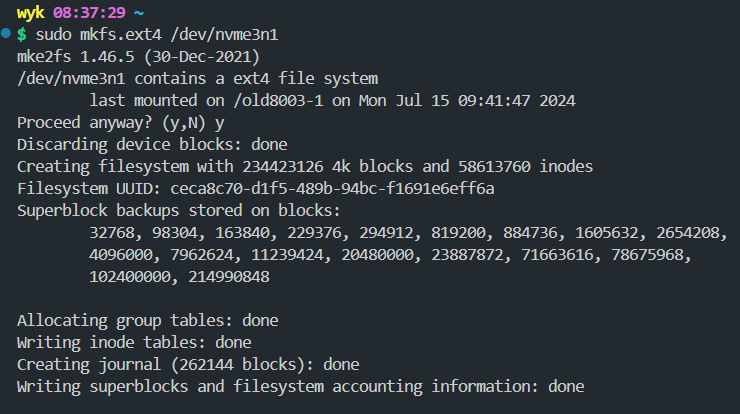 wyk 08:37:29 ~
$ sudo mkfs.ext4 /dev/nvme3n1
mke2fs 1.46.5 (30-Dec-2021)
/dev/nvme3n1 contains a ext4 file system
        last mounted on /old8003-1 on Mon Jul 15 09:41:47 2024
Proceed anyway? (y,N) y
Discarding device blocks: done
Creating filesystem with 234423126 4k blocks and 58613760 inodes
Filesystem UUID: ceca8c70-d1f5-489b-94bc-f1691e6eff6a
Superblock backups stored on blocks:
        32768, 98304, 163840, 229376, 294912, 819200, 884736, 1605632, 2654208,
        4096000, 7962624, 11239424, 20480000, 23887872, 71663616, 78675968,
        102400000, 214990848

Allocating group tables: done
Writing inode tables: done
Creating journal (262144 blocks): done
Writing superblocks and filesystem accounting information: done